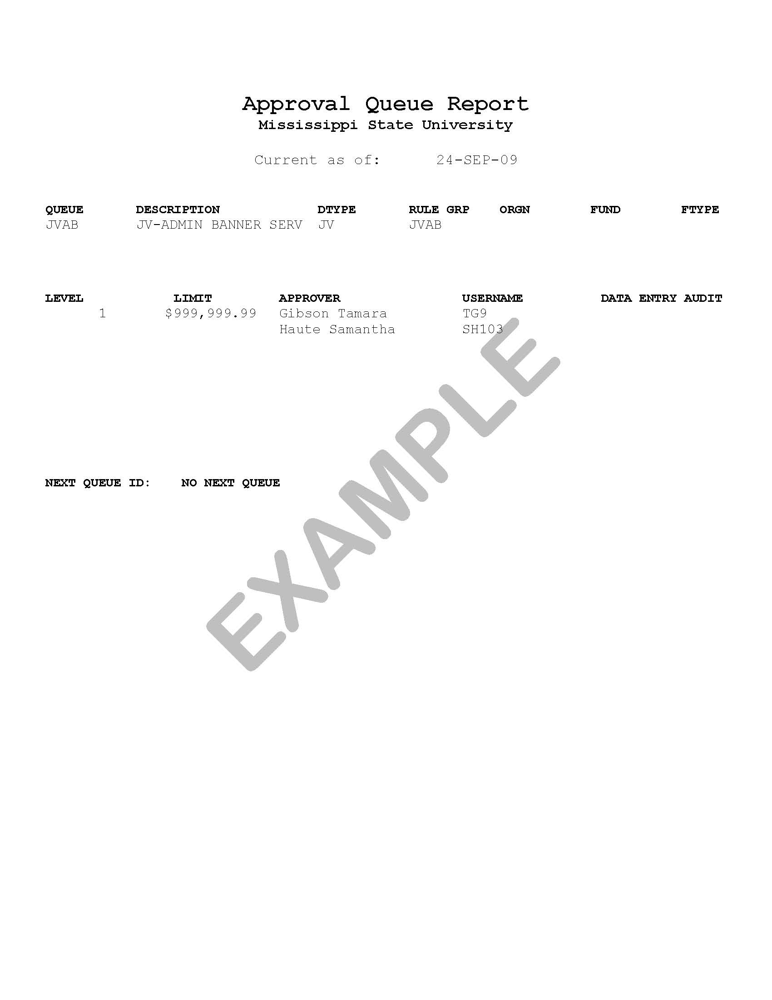 Approval Queue Report
Mississippi State University
Current as of: 24-SEP-09
QUEUE DESCRIPTION DTYPE RULE GRP ORGN FUND FTYPE
JVAB JV-ADMIN BANNER SERV JV JVAB
LEVEL LIMIT APPROVER USERNAME DATA ENTRY AUDIT
1 $999,999.99 Gibson Tamara TG9
Haute Samantha SH103
EXAMPLE
NEXT QUEUE ID: NO NEXT QUEUE